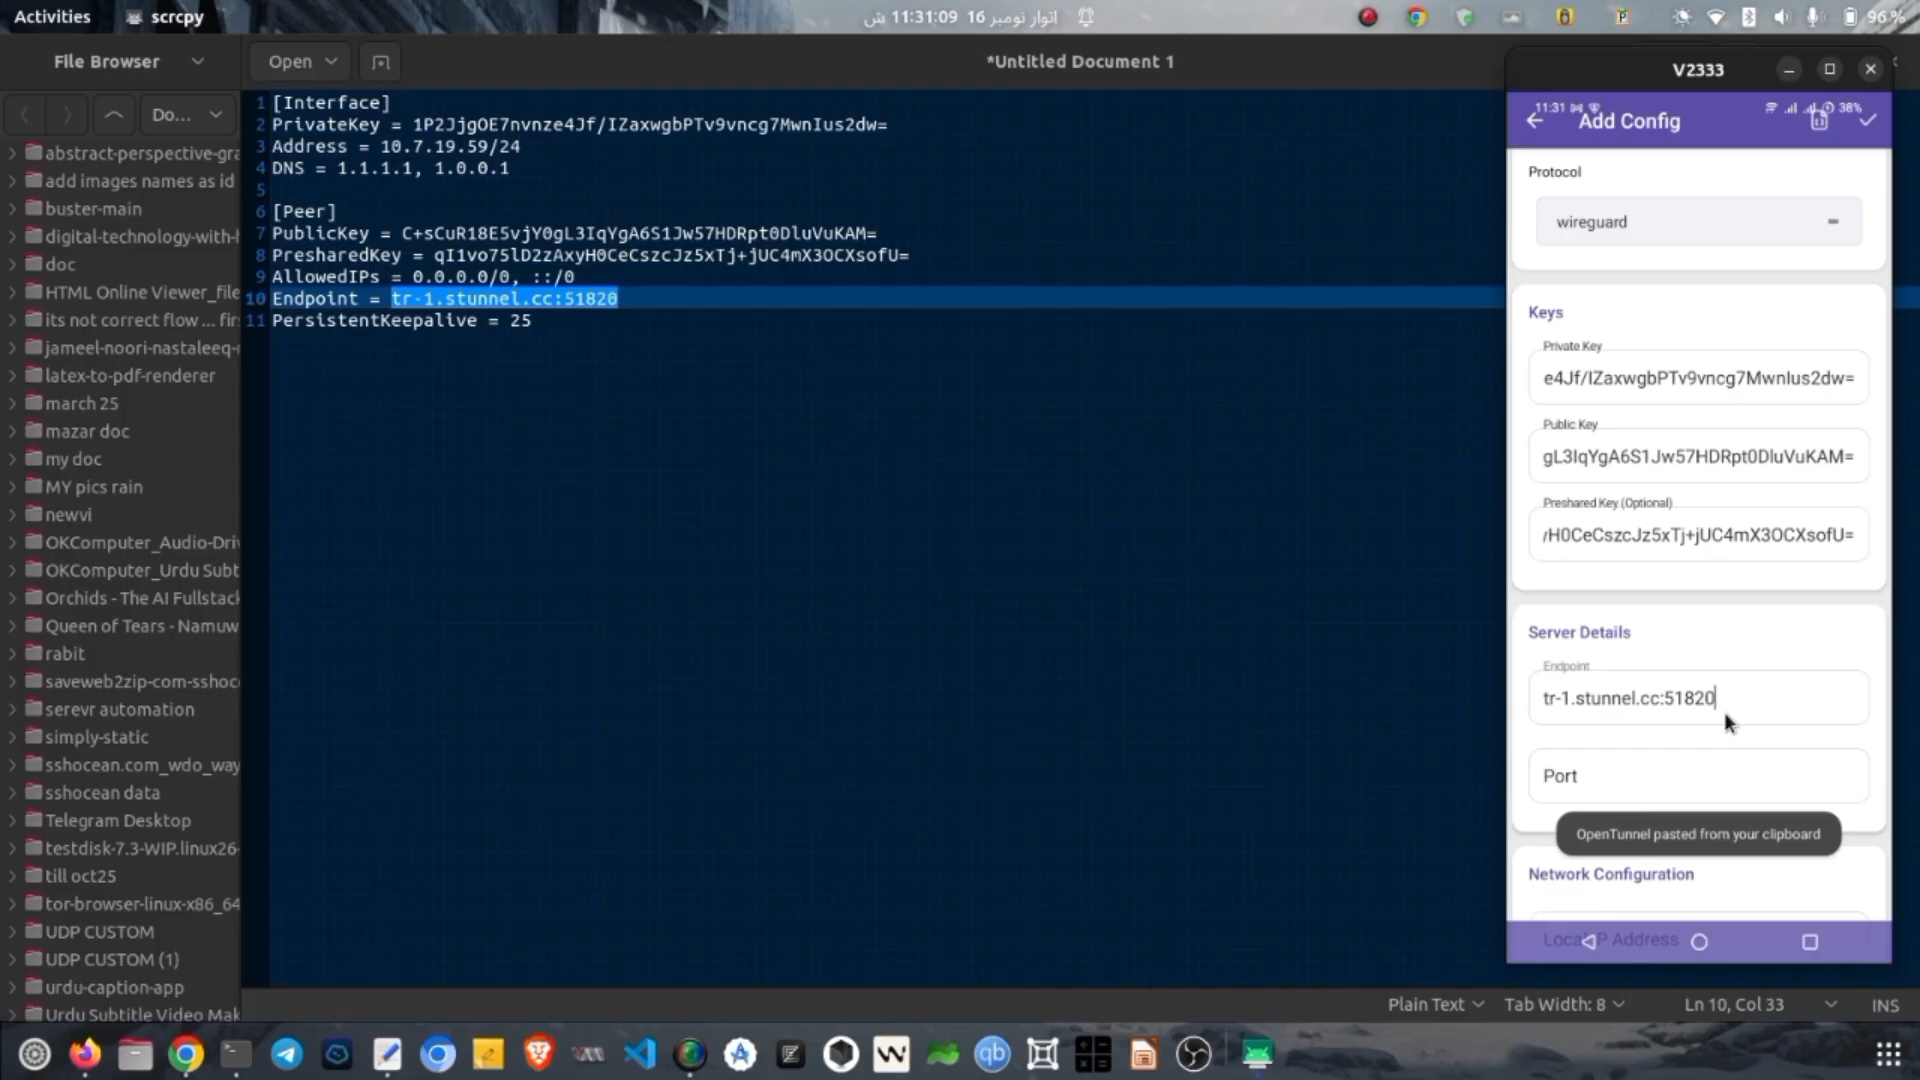 Activities
scrcpy
اتوار نومبر 16 11:31:09 ش
96 %
File Browser
Open
*Untitled Document 1
Do...
abstract-perspective-gra
add images names as id
buster-main
digital-technology-with-h
doc
HTML Online Viewer_file
its not correct flow ... fir
jameel-noori-nastaleeq-
latex-to-pdf-renderer
march 25
mazar doc
my doc
MY pics rain
newvi
OKComputer_Audio-Driv
OKComputer_Urdu Subt
Orchids - The AI Fullstack
Queen of Tears - Namuw
rabit
saveweb2zip-com-sshoc
serevr automation
simply-static
sshocean.com_wdo_way
sshocean data
Telegram Desktop
testdisk-7.3-WIP.linux26-
till oct25
tor-browser-linux-x86_64
UDP CUSTOM
UDP CUSTOM (1)
urdu-caption-app
Urdu Subtitle Video Mak
1 [Interface]
2 PrivateKey = 1P2JjgOE7nvnze4Jf/IZaxwgbPTv9vncg7MwnIus2dw=
3 Address = 10.7.19.59/24
4 DNS = 1.1.1.1, 1.0.0.1
5
6 [Peer]
7 PublicKey = C+sCuR18E5vjY0gL3IqYgA6S1Jw57HDRpt0DluVuKAM=
8 PresharedKey = qI1vo75lD2zAxyH0CeCszcJz5xTj+jUC4mX3OCXsofU=
9 AllowedIPs = 0.0.0.0/0, ::/0
10 Endpoint = tr-1.stunnel.cc:51820
11 PersistentKeepalive = 25
V2333
11:31
38%
Add Config
Protocol
wireguard
Keys
Private Key
e4Jf/IZaxwgbPTv9vncg7MwnIus2dw=
Public Key
gL3IqYgA6S1Jw57HDRpt0DluVuKAM=
Preshared Key (Optional)
/H0CeCszcJz5xTj+jUC4mX3OCXsofU=
Server Details
Endpoint
tr-1.stunnel.cc:51820
Port
OpenTunnel pasted from your clipboard
Network Configuration
Local IP Address
Plain Text
Tab Width: 8
Ln 10, Col 33
INS